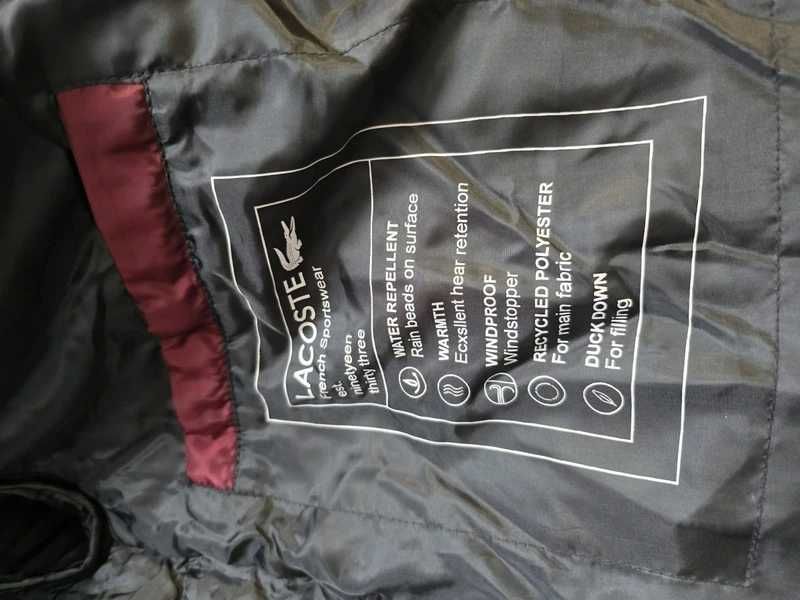 LACOSTE
French Sportswear
est.
ninetyeen
thirty three
WATER REPELLENT
Rain beads on surface
WARMTH
Ecxsllent hear retention
WINDPROOF
Windstopper
RECYCLED POLYESTER
For main fabric
DUCK DOWN
For filling